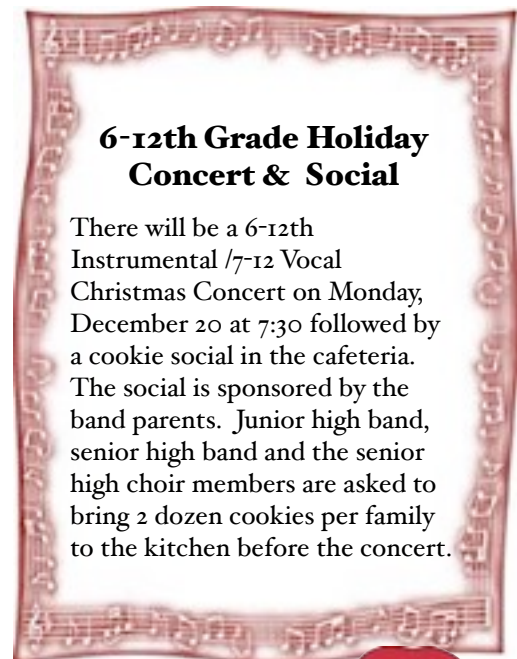 6-12th Grade Holiday
Concert & Social
There will be a 6-12th
Instrumental /7-12 Vocal
Christmas Concert on Monday,
December 20 at 7:30 followed by
a cookie social in the cafeteria.
The social is sponsored by the
band parents. Junior high band,
senior high band and the senior
high choir members are asked to
bring 2 dozen cookies per family
to the kitchen before the concert.